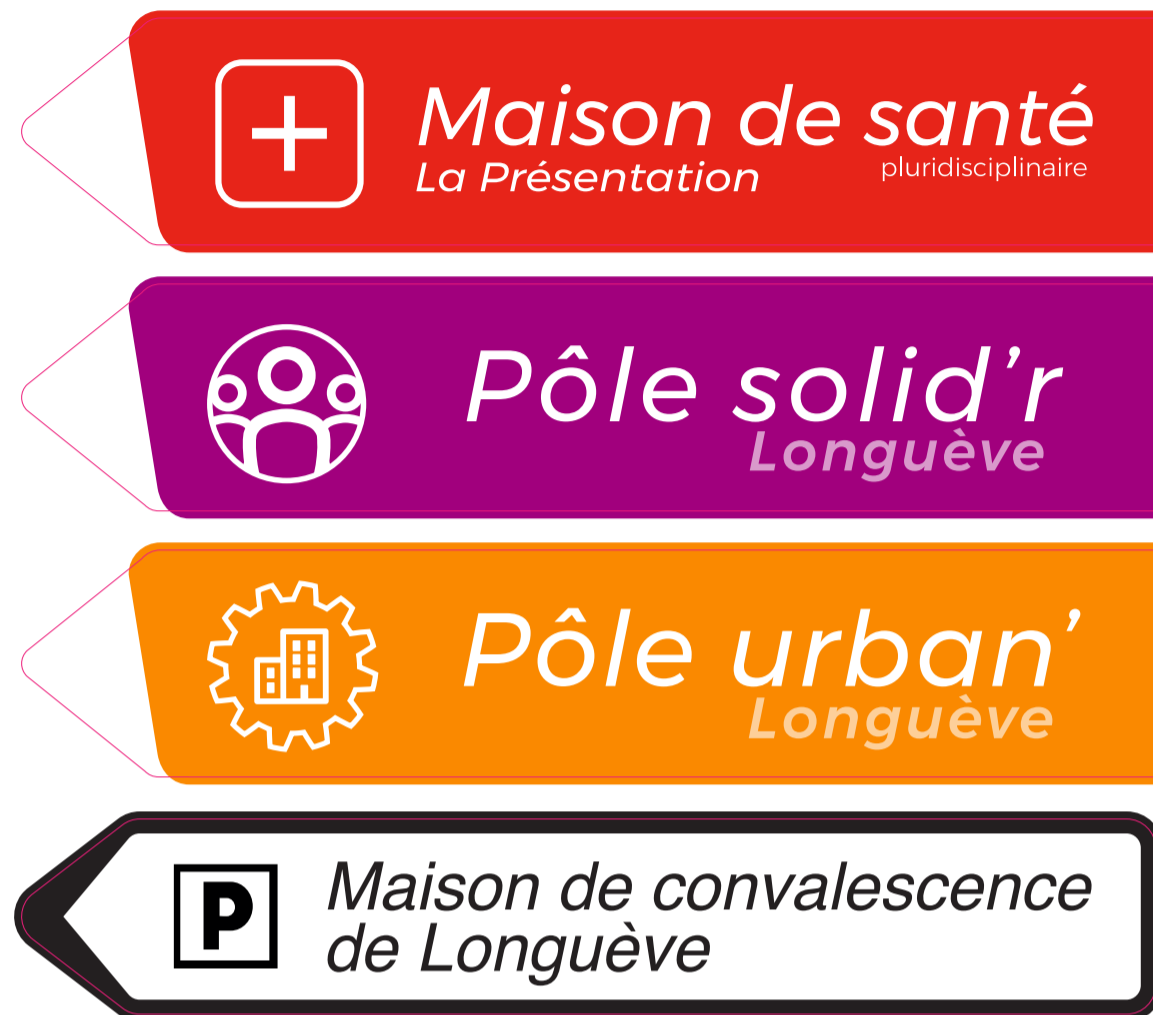 Maison de santé
La Présentation pluridisciplinaire
Pôle solid’r
Longuève
Pôle urban’
Longuève
P
Maison de convalescence
de Longuève